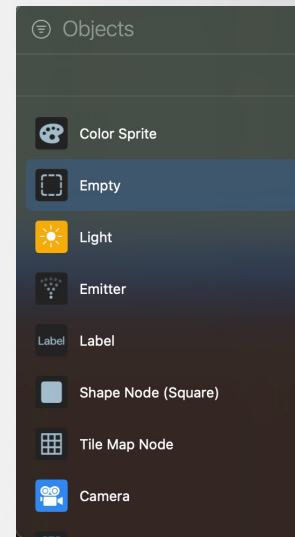 Objects
Color Sprite
Empty
Light
Emitter
Label Label
Shape Node (Square)
Tile Map Node
Camera